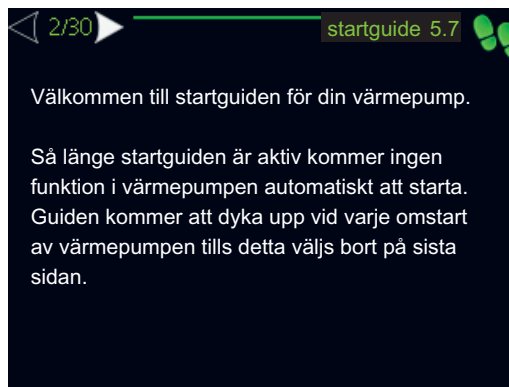 2/30
startguide 5.7
Välkommen till startguiden för din värmepump.
Så länge startguiden är aktiv kommer ingen
funktion i värmepumpen automatiskt att starta.
Guiden kommer att dyka upp vid varje omstart
av värmepumpen tills detta väljs bort på sista
sidan.